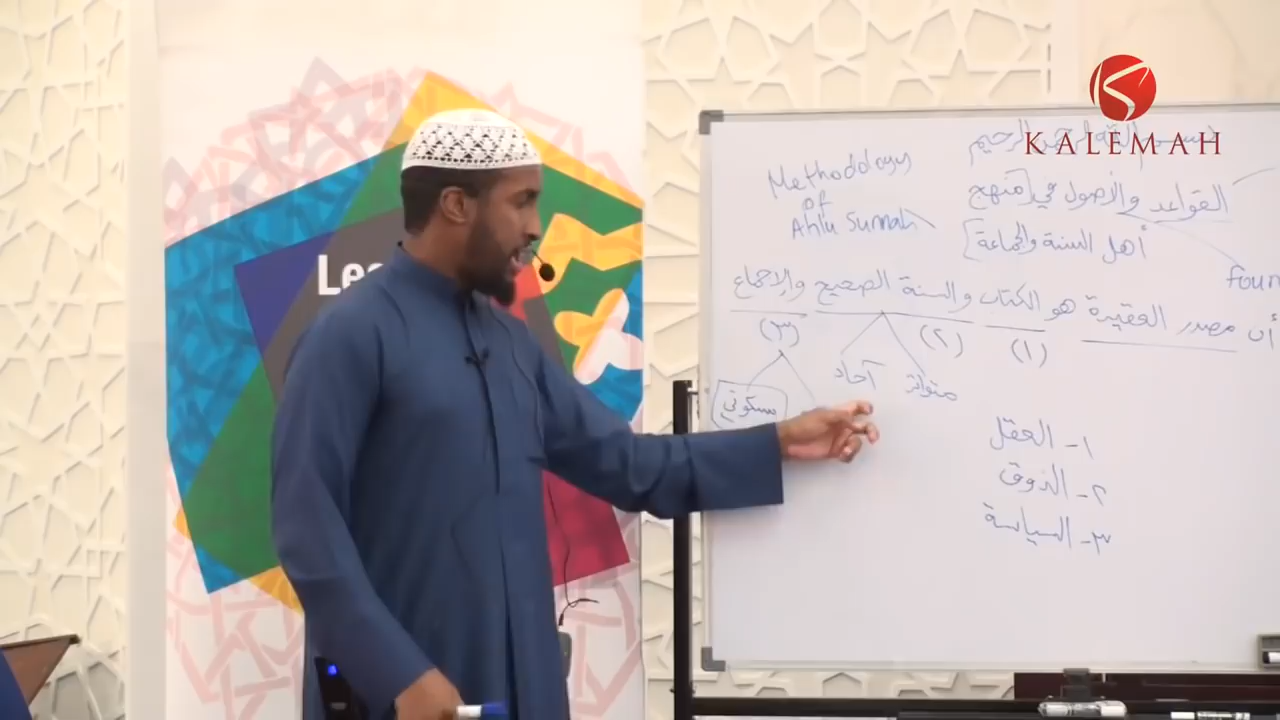 KALEMAH
Lea
بسم الله الرحمن الرحيم
Methodology
of
Ahlu Sunnah
القواعد والأصول في [منهج
أهل السنة والجماعة]
foun
أن مصدر العقيدة هو الكتاب والسنة الصحيح والإجماع
(١) (٢) (٣)
متواتر آحاد
سكوتي
١- العقل
٢- الذوق
٣- السياسة